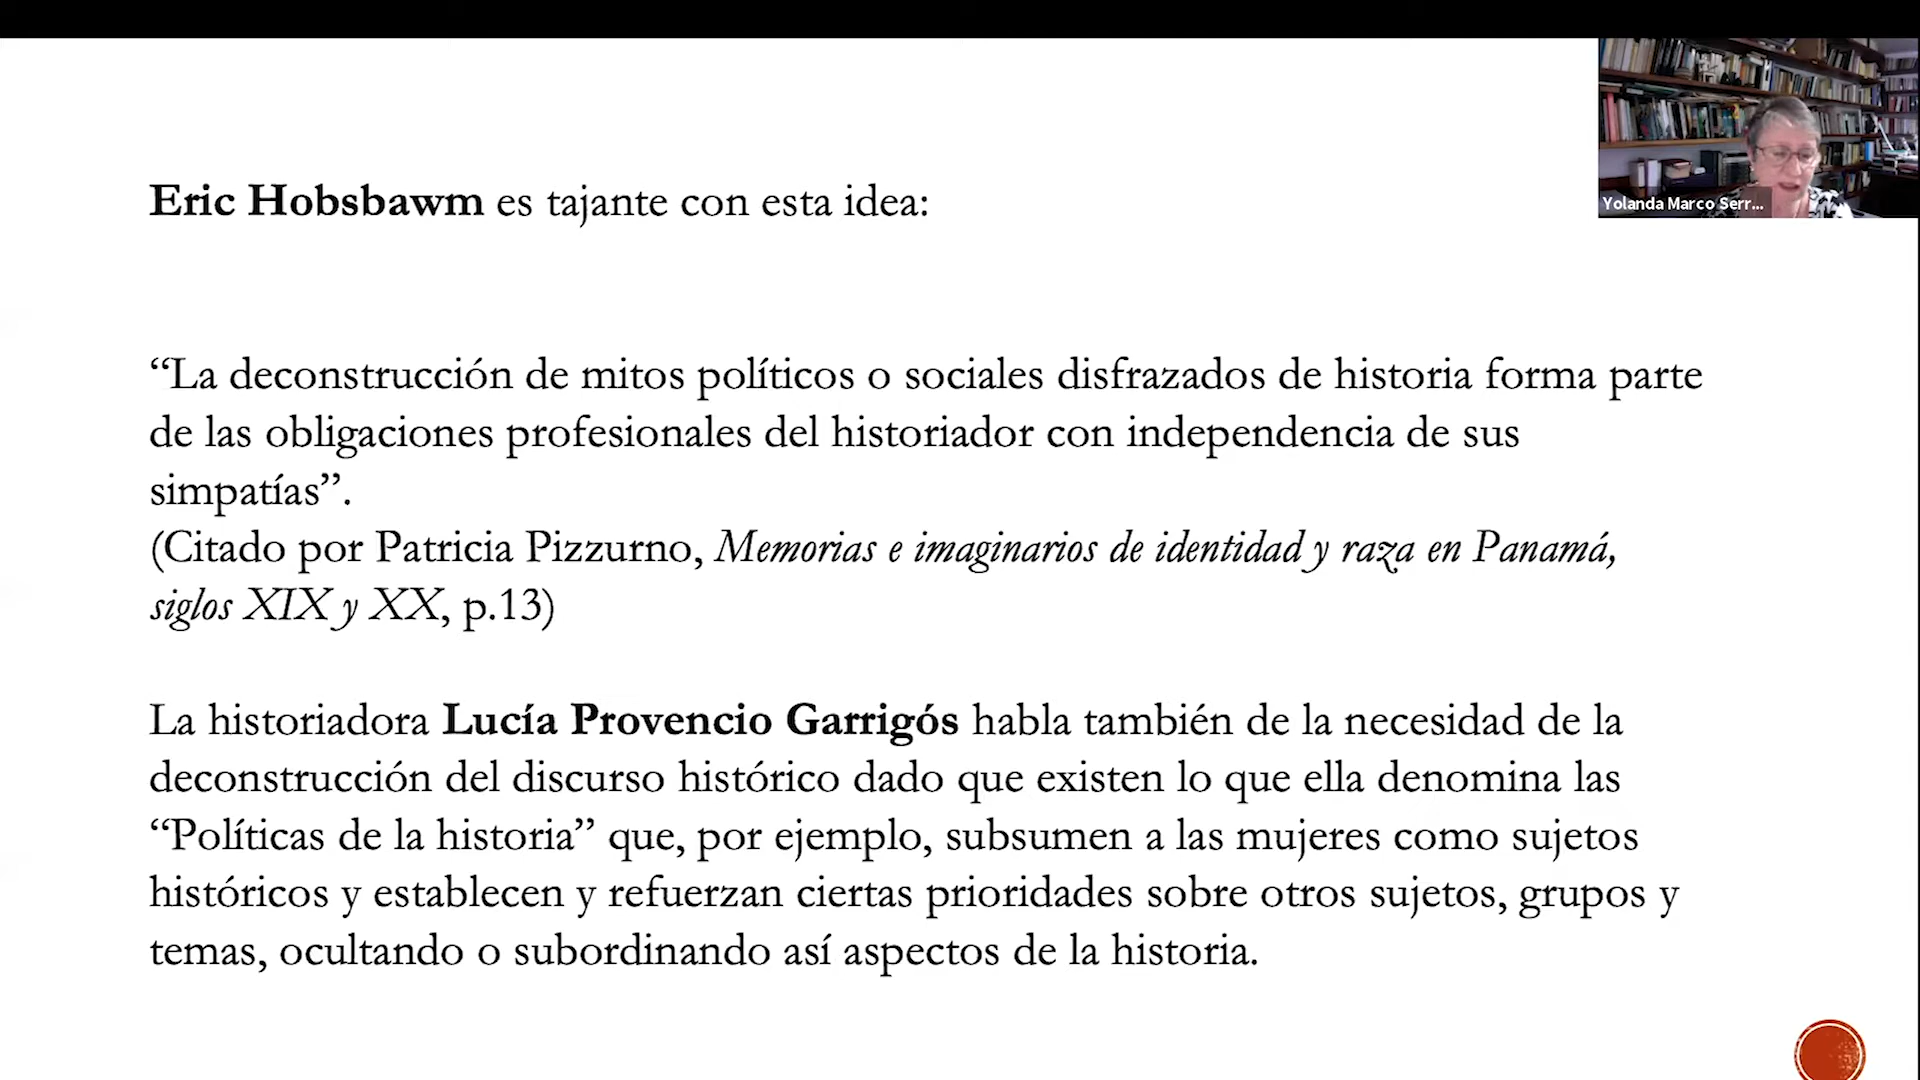 Eric Hobsbawm es tajante con esta idea:
“La deconstrucción de mitos políticos o sociales disfrazados de historia forma parte
de las obligaciones profesionales del historiador con independencia de sus
simpatías”.
(Citado por Patricia Pizzurno, Memorias e imaginarios de identidad y raza en Panamá,
siglos XIX y XX, p.13)
La historiadora Lucía Provencio Garrigós habla también de la necesidad de la
deconstrucción del discurso histórico dado que existen lo que ella denomina las
“Políticas de la historia” que, por ejemplo, subsumen a las mujeres como sujetos
históricos y establecen y refuerzan ciertas prioridades sobre otros sujetos, grupos y
temas, ocultando o subordinando así aspectos de la historia.
Yolanda Marco Serr...